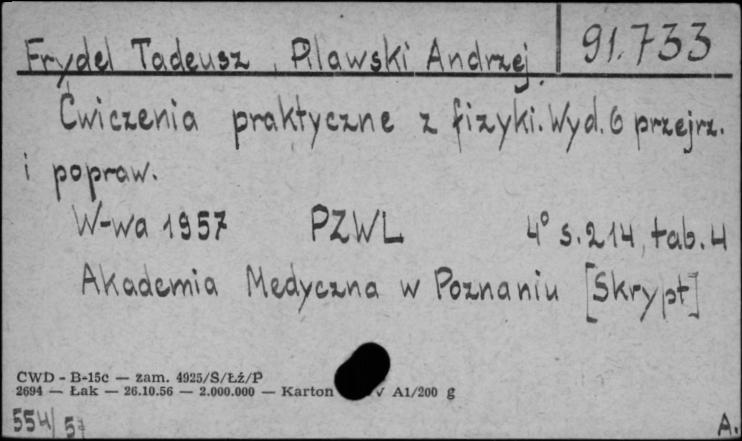 Frydel Tadeusz, Pilawski Andrzej 91.733
Ćwiczenia praktyczne z fizyki. Wyd. 6 przejrz.
i popraw.
W-wa 1957 PZWL 4° s. 214, tab. 4
Akademia Medyczna w Poznaniu [Skrypt]
CWD - B-15c — zam. 4925/S/Łź/P
2694 — Łak — 26.10.56 — 2.000.000 — Karton V A1/200 g
554/57 A.